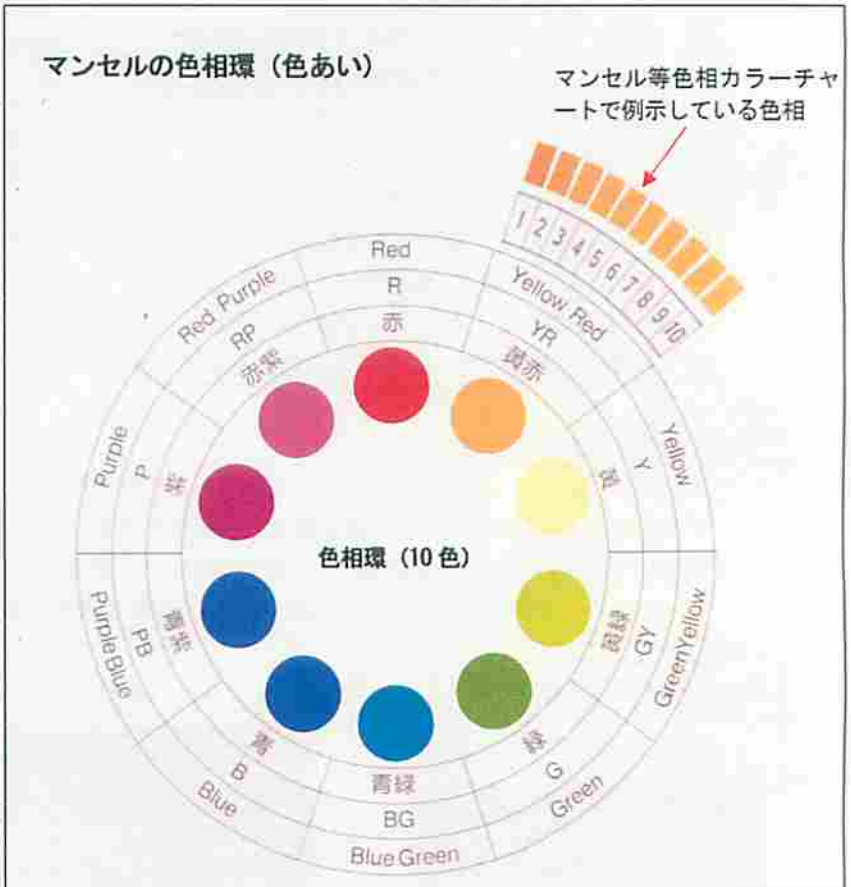 マンセルの色相環（色あい）
マンセル等色相カラーチャ
ートで例示している色相
1 2 3 4 5 6 7 8 9 10
Red
R
赤
Yellow Red
YR
黄赤
Yellow
Y
黄
GreenYellow
GY
黄緑
Green
G
緑
Blue Green
BG
青緑
Blue
B
青
PurpleBlue
PB
青紫
Purple
P
紫
Red Purple
RP
赤紫
色相環（10色）